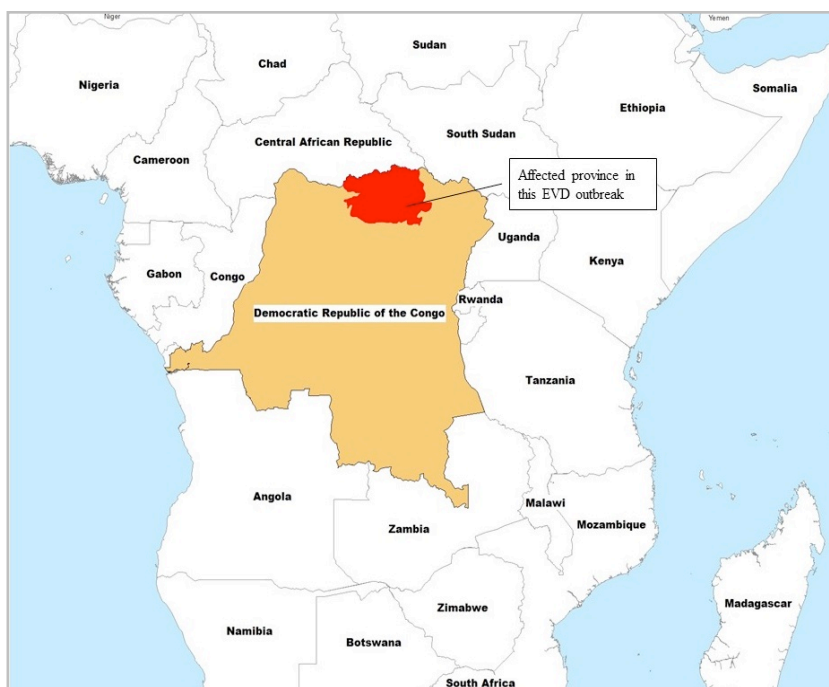 Niger
Yemen
Sudan
Chad
Nigeria
Somalia
Ethiopia
South Sudan
Central African Republic
Cameroon
Affected province in
this EVD outbreak
Uganda
Kenya
Gabon
Congo
Rwanda
Democratic Republic of the Congo
Tanzania
Angola
Malawi
Mozambique
Zambia
Madagascar
Zimbabwe
Namibia
Botswana
South Africa